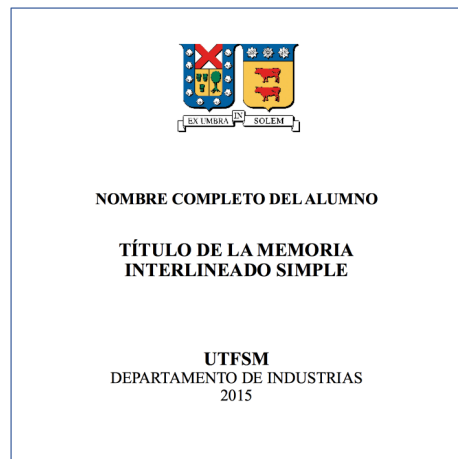 EX UMBRA IN SOLEM
NOMBRE COMPLETO DEL ALUMNO
TÍTULO DE LA MEMORIA
INTERLINEADO SIMPLE
UTFSM
DEPARTAMENTO DE INDUSTRIAS
2015